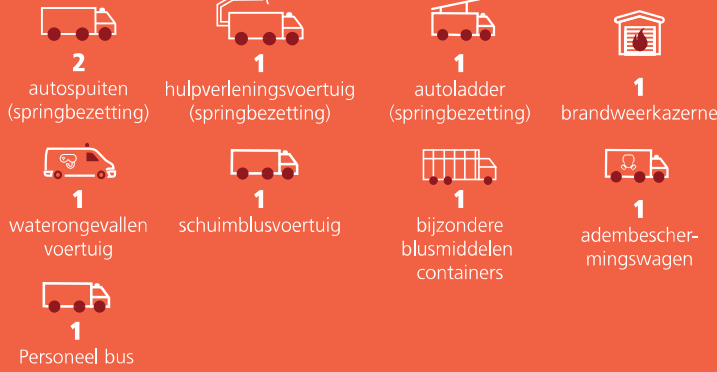 2
autospuiten
(springbezetting)
1
hulpverleningsvoertuig
(springbezetting)
1
autoladder
(springbezetting)
1
brandweerkazerne
1
waterongevallen
voertuig
1
schuimblusvoertuig
1
bijzondere
blusmiddelen
containers
1
adembescher-
mingswagen
1
Personeel bus